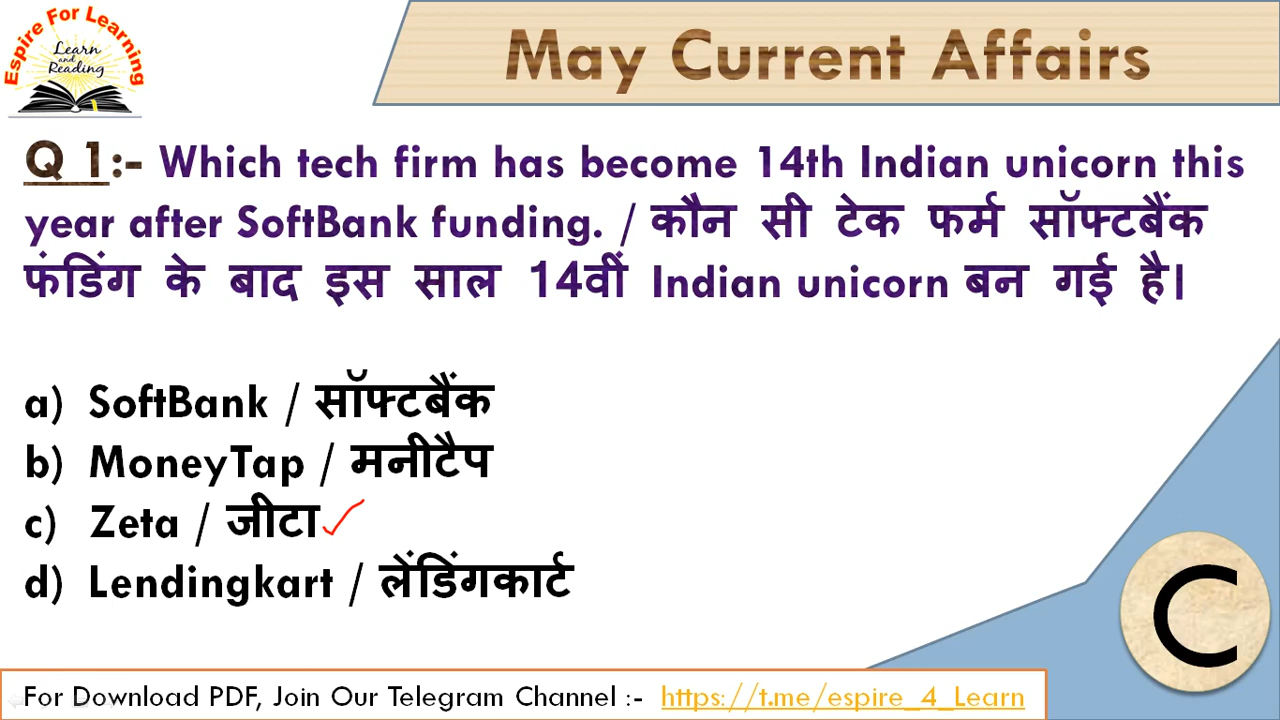 Espire For Learning
Learn
and
Reading
May Current Affairs
Q 1:- Which tech firm has become 14th Indian unicorn this
year after SoftBank funding. / कौन सी टेक फर्म सॉफ्टबैंक
फंडिंग के बाद इस साल 14वीं Indian unicorn बन गई है।
a) SoftBank / सॉफ्टबैंक
b) MoneyTap / मनीटैप
c) Zeta / जीटा
d) Lendingkart / लेंडिंगकार्ट
C
For Download PDF, Join Our Telegram Channel :- https://t.me/espire_4_Learn